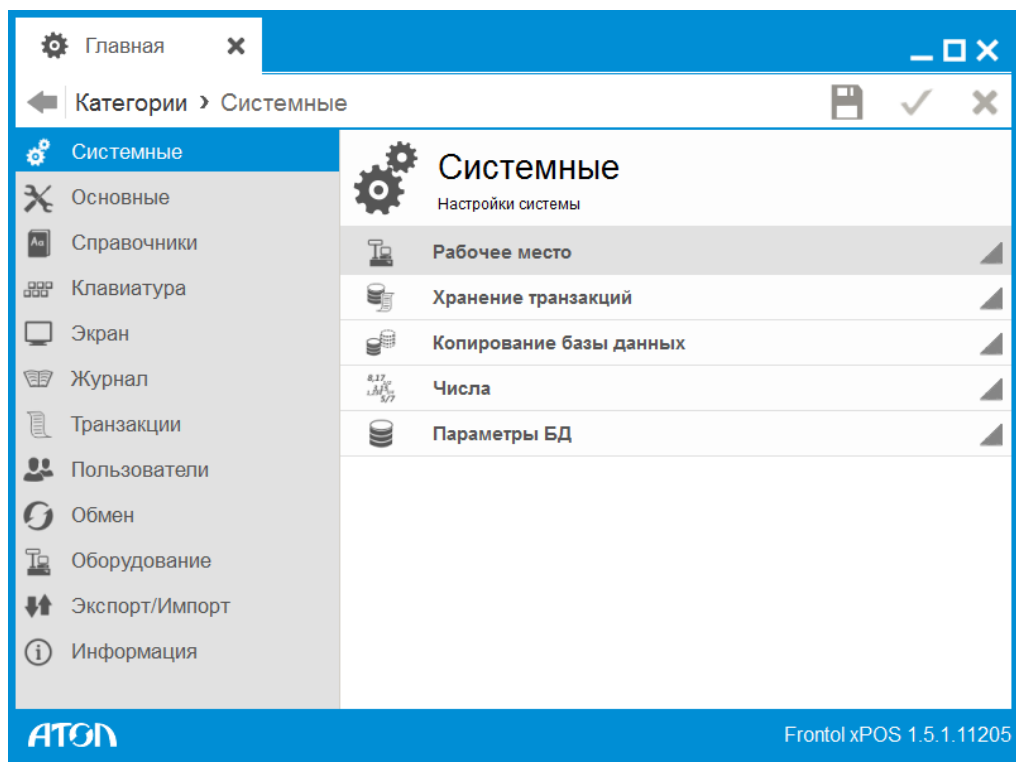 Главная
Категории › Системные
Системные
Основные
Справочники
Клавиатура
Экран
Журнал
Транзакции
Пользователи
Обмен
Оборудование
Экспорт/Импорт
Информация
Системные
Настройки системы
Рабочее место
Хранение транзакций
Копирование базы данных
Числа
Параметры БД
АТОЛ
Frontol xPOS 1.5.1.11205